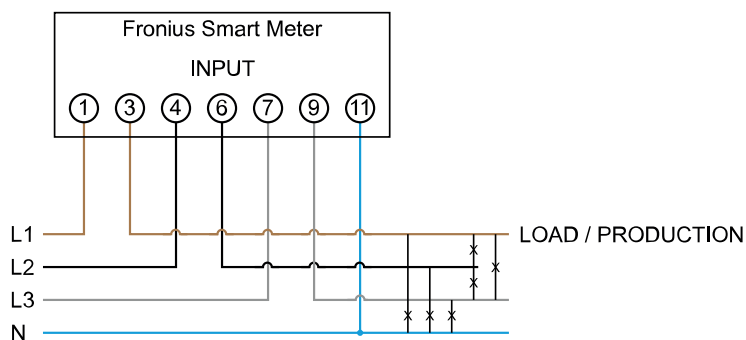 Fronius Smart Meter
INPUT
1 3 4 6 7 9 11
L1 LOAD / PRODUCTION
L2
L3
N